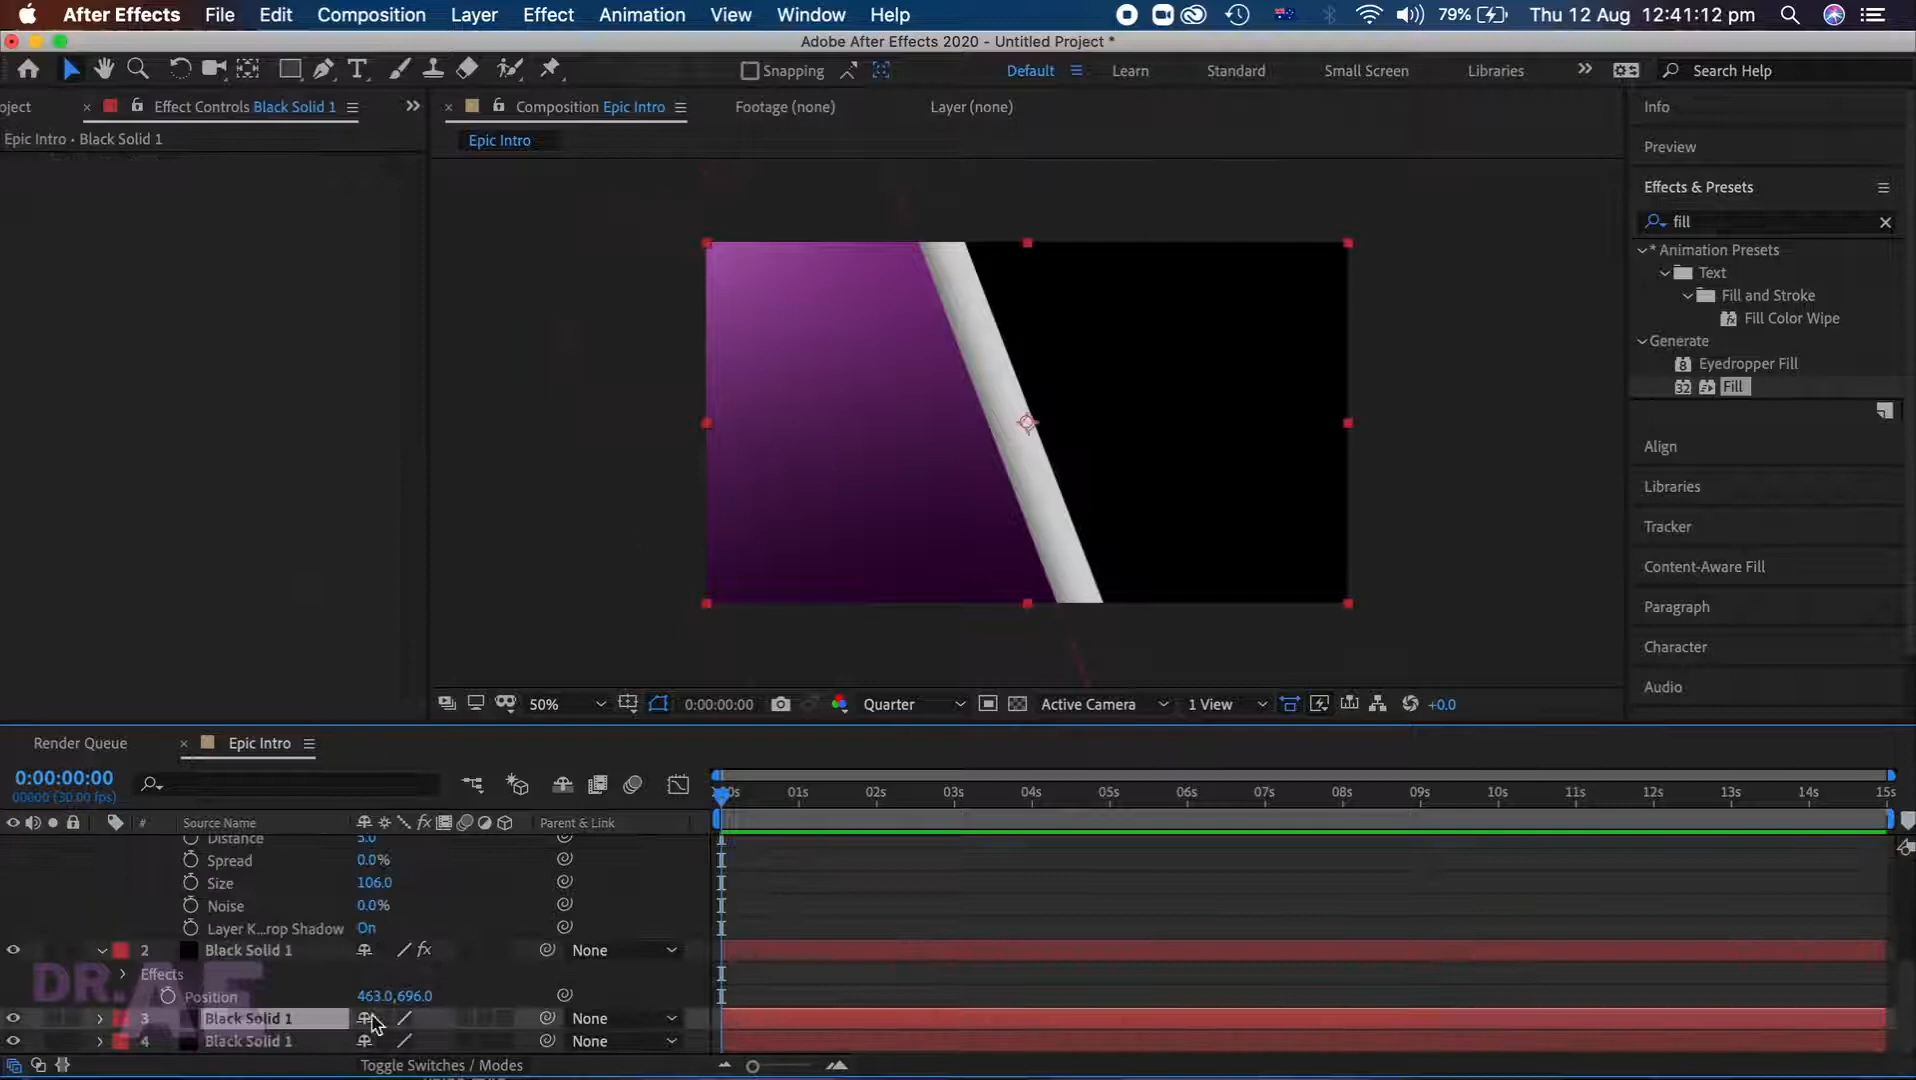 After Effects File Edit Composition Layer Effect Animation View Window Help 79% Thu 12 Aug 12:41:12 pm
Adobe After Effects 2020 - Untitled Project *
Snapping Default Learn Standard Small Screen Libraries Search Help
oject Effect Controls Black Solid 1 Composition Epic Intro Footage (none) Layer (none) Info
Epic Intro • Black Solid 1
Epic Intro
Preview
Effects & Presets
fill
* Animation Presets
Text
Fill and Stroke
Fill Color Wipe
Generate
Eyedropper Fill
Fill
Align
Libraries
Tracker
Content-Aware Fill
Paragraph
Character
Audio
50% 0:00:00:00 Quarter Active Camera 1 View +0.0
Render Queue Epic Intro
0:00:00:00
00000 (30.00 fps)
01s 02s 03s 04s 05s 06s 07s 08s 09s 10s 11s 12s 13s 14s 15s
# Source Name Parent & Link
Distance 5.0
Spread 0.0%
Size 106.0
Noise 0.0%
Layer K...rop Shadow On
2 Black Solid 1 None
Effects
Position 463.0,696.0
3 Black Solid 1 None
4 Black Solid 1 None
Toggle Switches / Modes
DR.AE